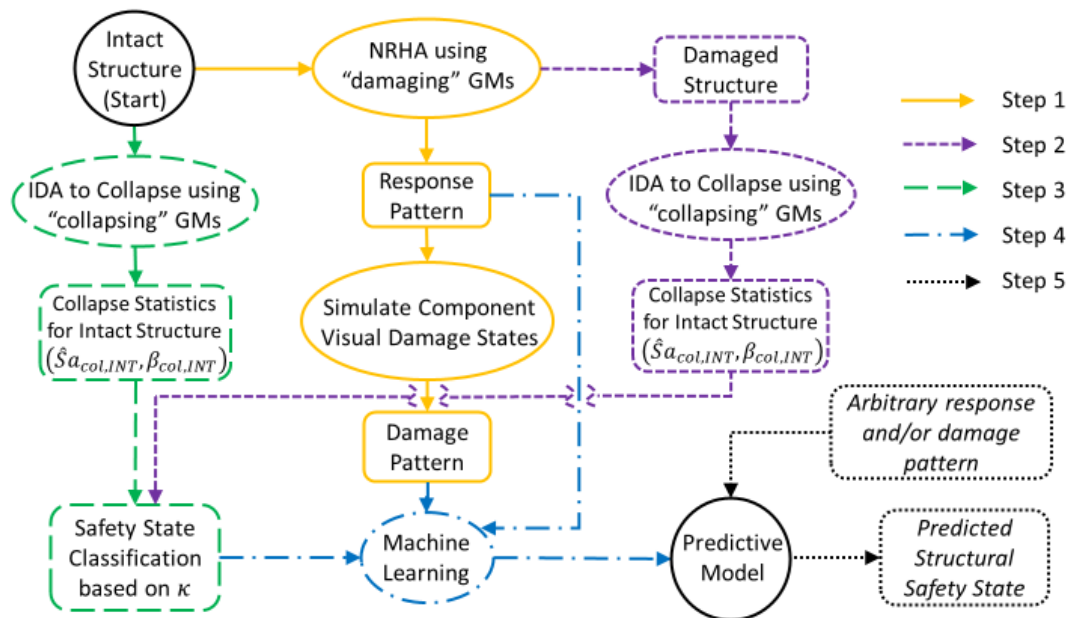 Intact
Structure
(Start)
NRHA using
“damaging” GMs
Damaged
Structure
Step 1
Step 2
Step 3
Step 4
Step 5
IDA to Collapse using
“collapsing” GMs
Response
Pattern
IDA to Collapse using
“collapsing” GMs
Collapse Statistics
for Intact Structure
(Ŝa_{col,INT}, β_{col,INT})
Simulate Component
Visual Damage States
Collapse Statistics
for Intact Structure
(Ŝa_{col,INT}, β_{col,INT})
Damage
Pattern
Arbitrary response
and/or damage
pattern
Safety State
Classification
based on κ
Machine
Learning
Predictive
Model
Predicted
Structural
Safety State